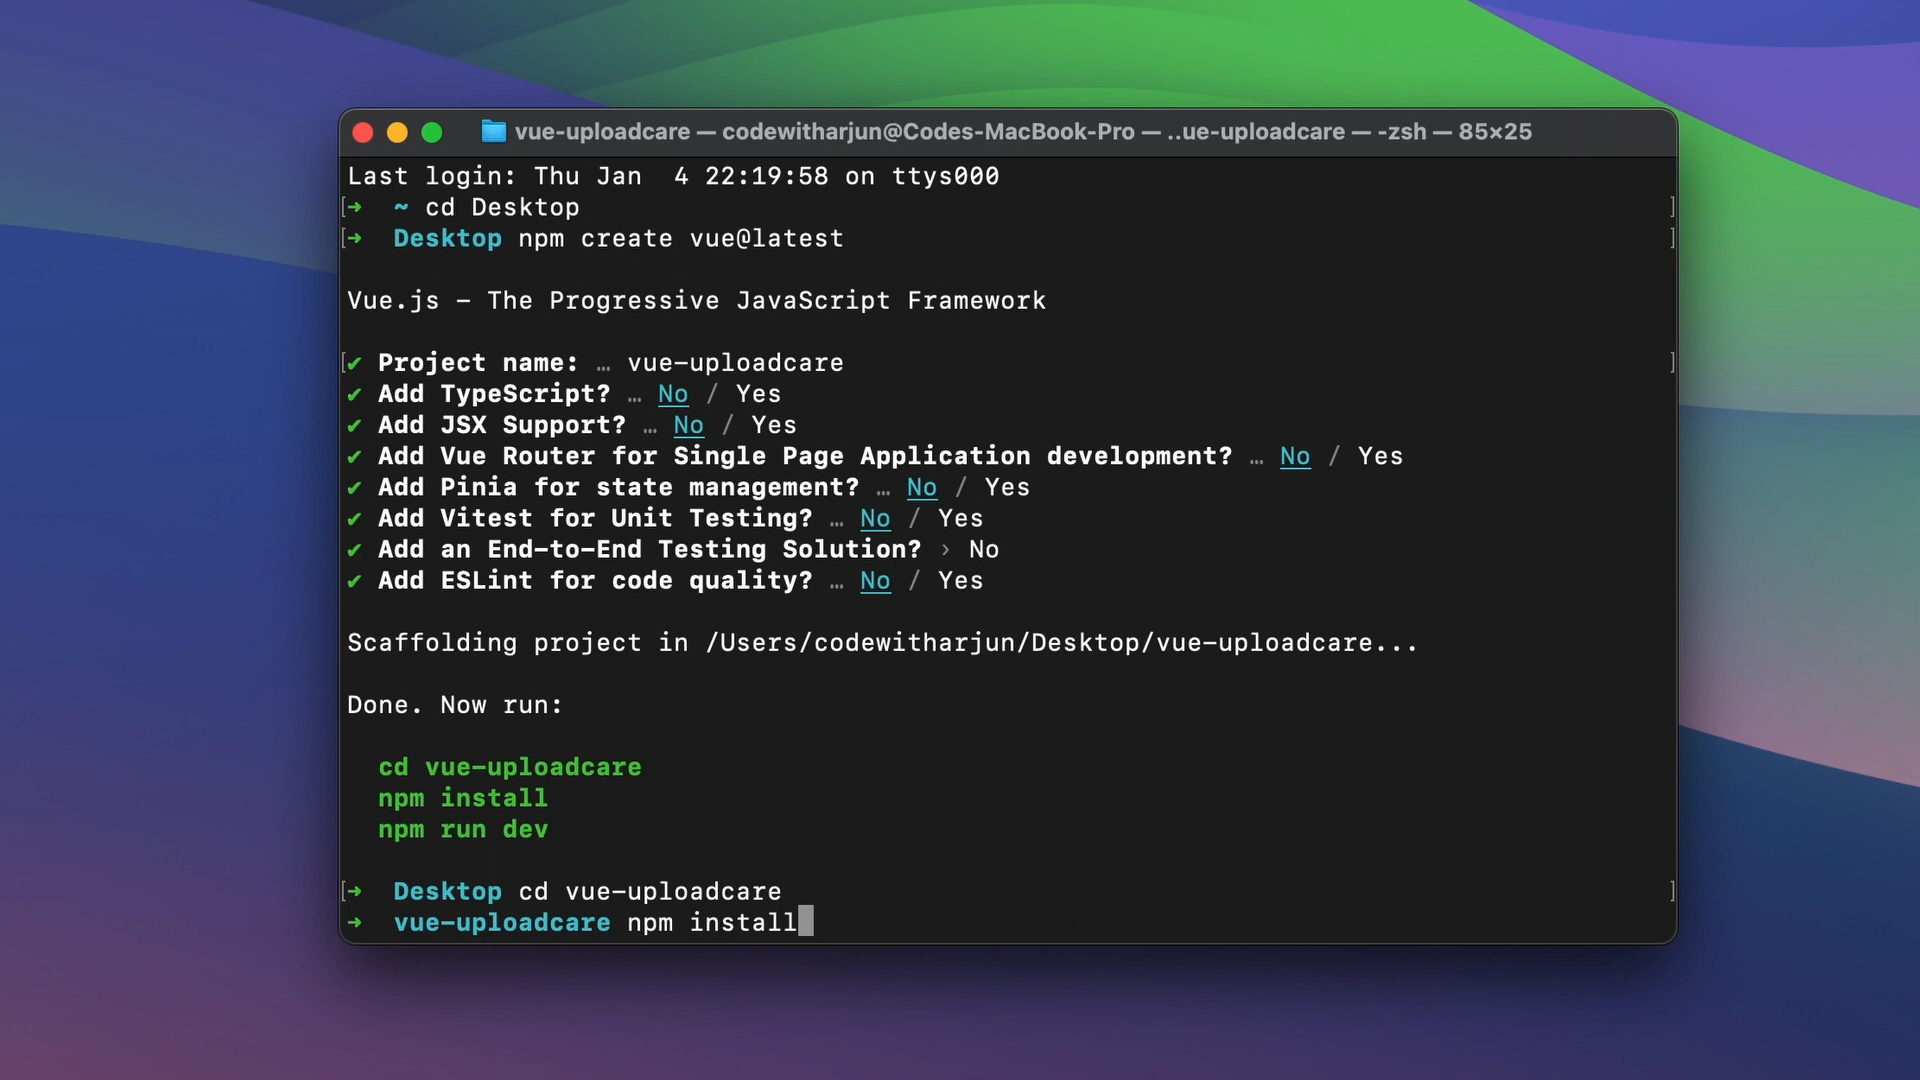 vue-uploadcare — codewitharjun@Codes-MacBook-Pro — ..ue-uploadcare — -zsh — 85×25
Last login: Thu Jan  4 22:19:58 on ttys000
[➜  ~ cd Desktop ]
[➜  Desktop npm create vue@latest ]
Vue.js – The Progressive JavaScript Framework
[✔ Project name: … vue-uploadcare ]
✔ Add TypeScript? … No / Yes
✔ Add JSX Support? … No / Yes
✔ Add Vue Router for Single Page Application development? … No / Yes
✔ Add Pinia for state management? … No / Yes
✔ Add Vitest for Unit Testing? … No / Yes
✔ Add an End-to-End Testing Solution? › No
✔ Add ESLint for code quality? … No / Yes
Scaffolding project in /Users/codewitharjun/Desktop/vue-uploadcare...
Done. Now run:
cd vue-uploadcare
npm install
npm run dev
[➜  Desktop cd vue-uploadcare ]
➜  vue-uploadcare npm install